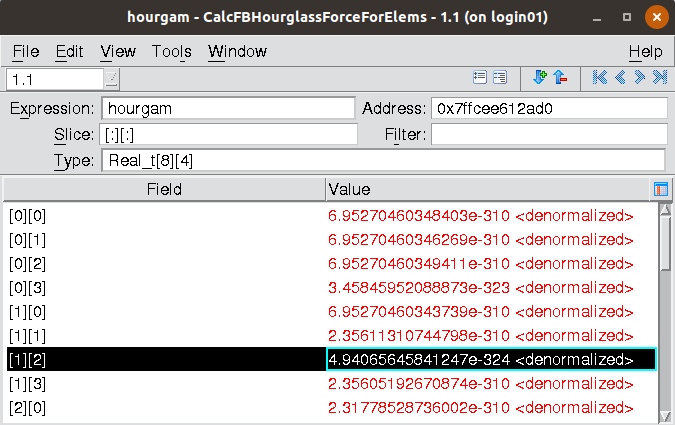 hourgam - CalcFBHourglassForceForElems - 1.1 (on login01)
File Edit View Tools Window Help
1.1
Expression: hourgam Address: 0x7ffcee612ad0
Slice: [:][:] Filter:
Type: Real_t[8][4]
Field Value
[0][0] 6.95270460348403e-310 <denormalized>
[0][1] 6.95270460346269e-310 <denormalized>
[0][2] 6.95270460349411e-310 <denormalized>
[0][3] 3.45845952088873e-323 <denormalized>
[1][0] 6.95270460343739e-310 <denormalized>
[1][1] 2.35611310744798e-310 <denormalized>
[1][2] 4.94065645841247e-324 <denormalized>
[1][3] 2.35605192670874e-310 <denormalized>
[2][0] 2.31778528736002e-310 <denormalized>